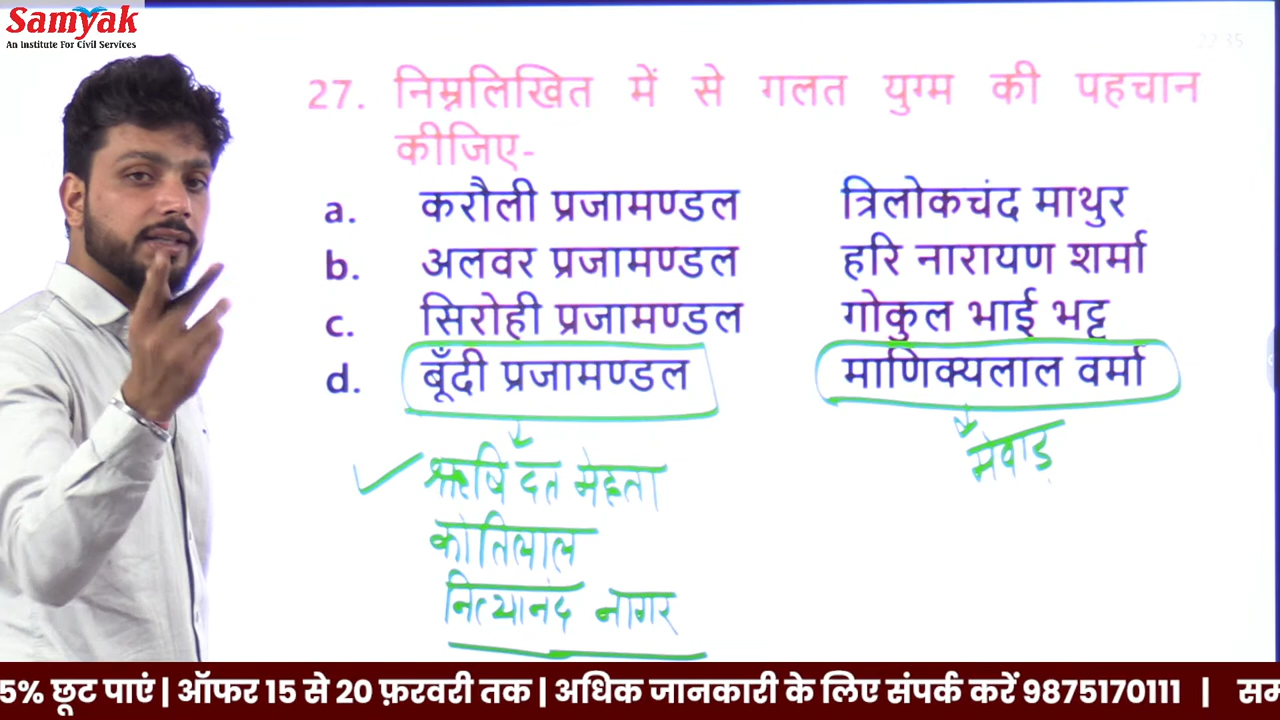 Samyak
An Institute For Civil Services
22:35
27. निम्नलिखित में से गलत युग्म की पहचान
कीजिए-
a. करौली प्रजामण्डल त्रिलोकचंद माथुर
b. अलवर प्रजामण्डल हरि नारायण शर्मा
c. सिरोही प्रजामण्डल गोकुल भाई भट्ट
d. बूँदी प्रजामण्डल माणिक्यलाल वर्मा
मेवाड़
ऋषि दत्त मेहता
कांतिलाल
नित्यानंद नागर
5% छूट पाएं | ऑफर 15 से 20 फ़रवरी तक | अधिक जानकारी के लिए संपर्क करें 9875170111 | सम